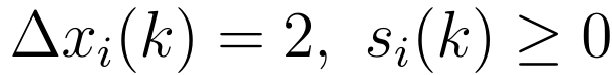 Δx_i(k) = 2, s_i(k) ≥ 0